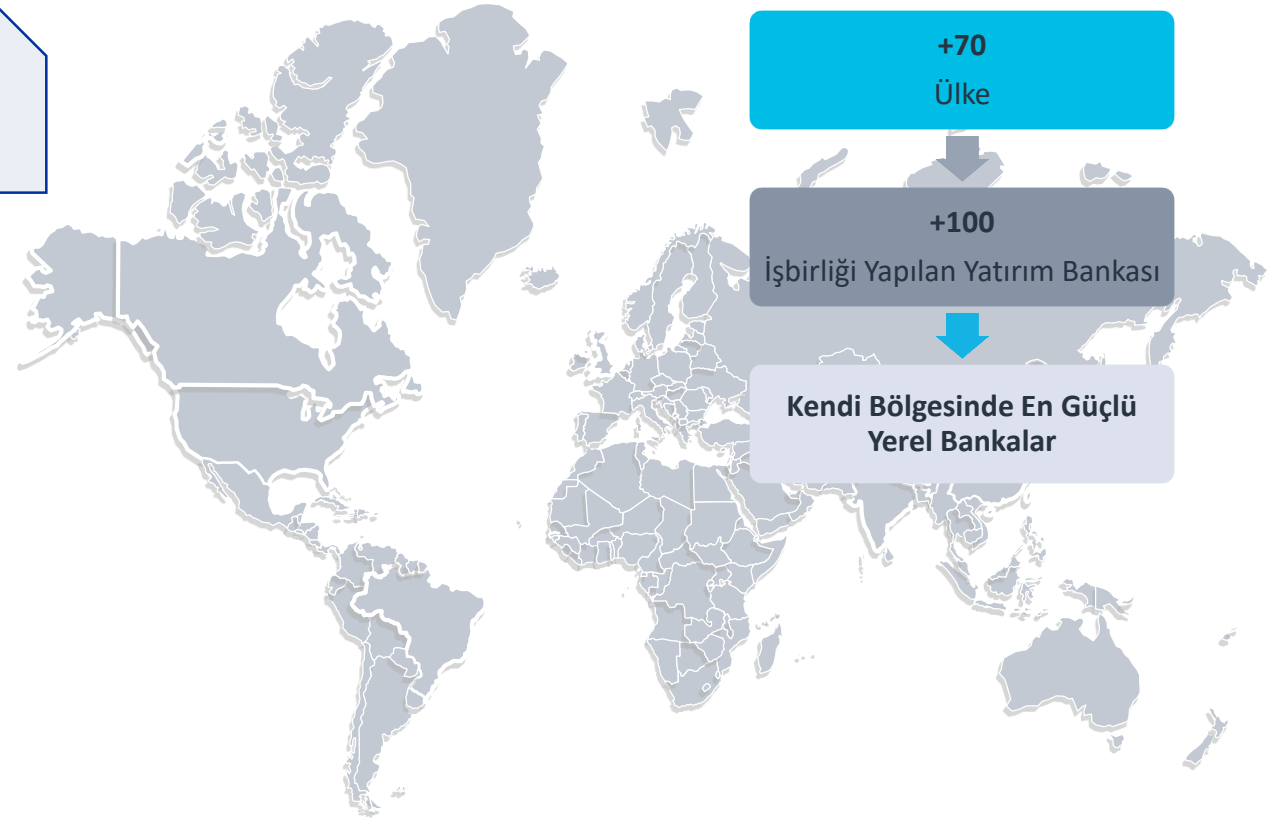 +70
Ülke
+100
İşbirliği Yapılan Yatırım Bankası
Kendi Bölgesinde En Güçlü
Yerel Bankalar